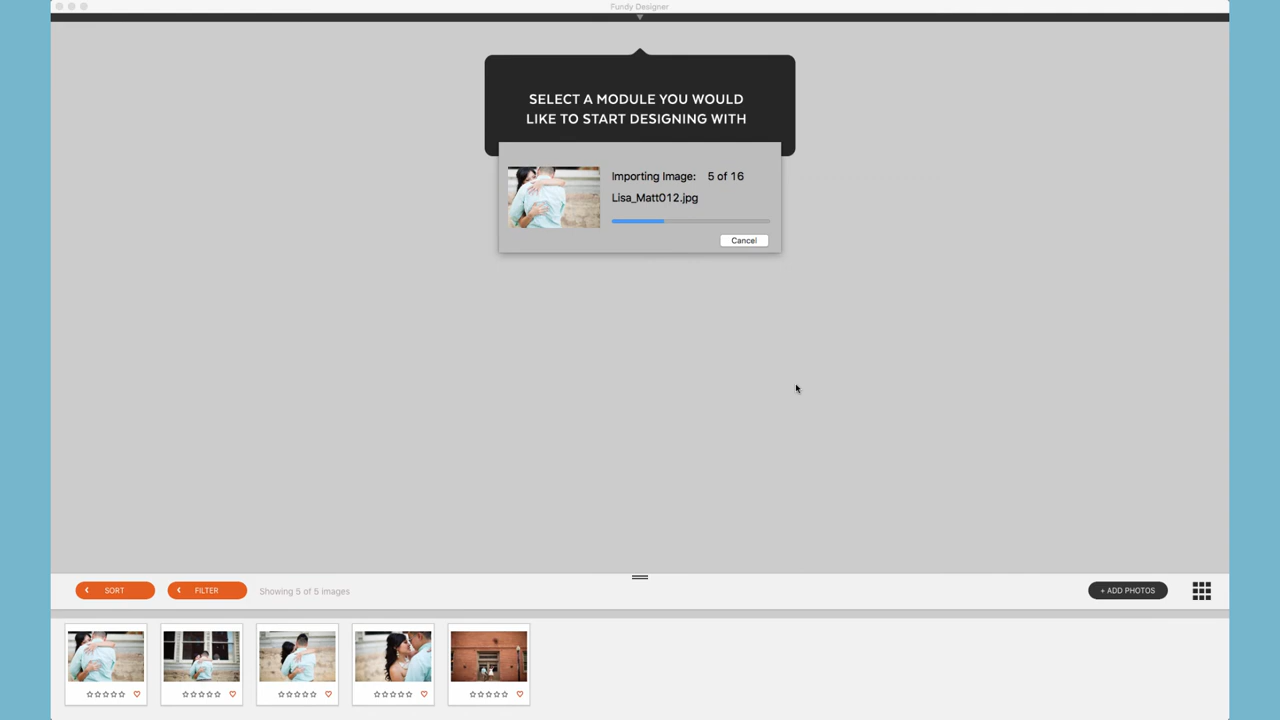 Fundy Designer
SELECT A MODULE YOU WOULD
LIKE TO START DESIGNING WITH
Importing Image: 5 of 16
Lisa_Matt012.jpg
Cancel
SORT
FILTER
Showing 5 of 5 images
+ ADD PHOTOS